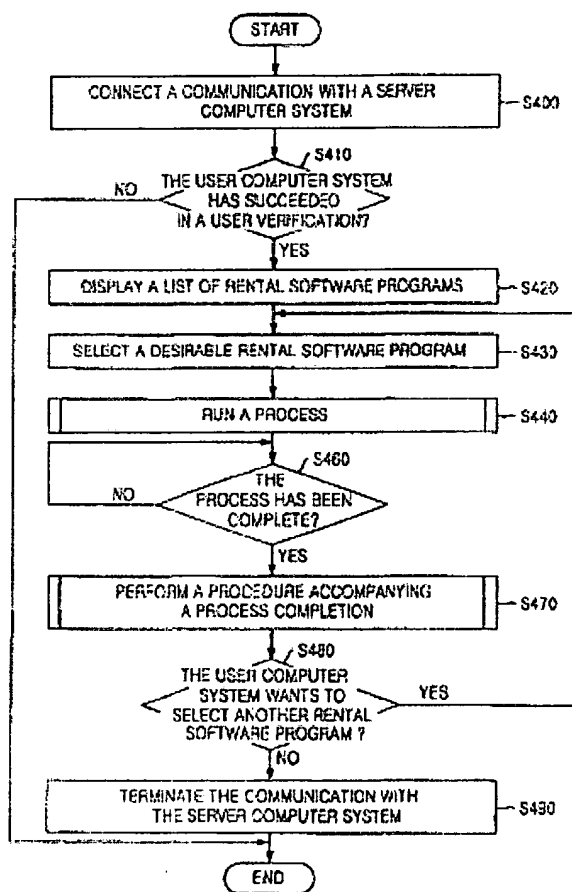 START
CONNECT A COMMUNICATION WITH A SERVER
COMPUTER SYSTEM
S400
S410
NO
THE USER COMPUTER SYSTEM
HAS SUCCEEDED
IN A USER VERIFICATION?
YES
DISPLAY A LIST OF RENTAL SOFTWARE PROGRAMS
S420
SELECT A DESIRABLE RENTAL SOFTWARE PROGRAM
S430
RUN A PROCESS
S440
S460
NO
THE
PROCESS HAS BEEN
COMPLETE?
YES
PERFORM A PROCEDURE ACCOMPANYING
A PROCESS COMPLETION
S470
S480
THE USER COMPUTER
SYSTEM WANTS TO
SELECT ANOTHER RENTAL
SOFTWARE PROGRAM ?
YES
NO
TERMINATE THE COMMUNICATION WITH
THE SERVER COMPUTER SYSTEM
S490
END